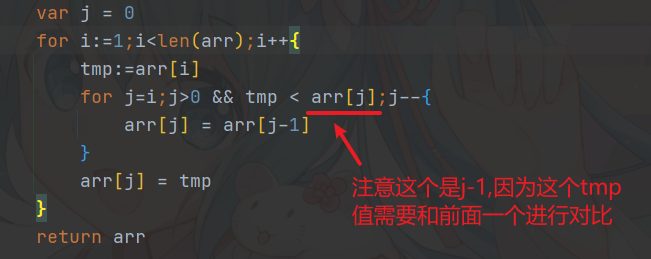 var j = 0
for i:=1;i<len(arr);i++{
    tmp:=arr[i]
    for j=i;j>0 && tmp < arr[j];j--{
        arr[j] = arr[j-1]
    }
    arr[j] = tmp
}
return arr
注意这个是j-1,因为这个tmp
值需要和前面一个进行对比